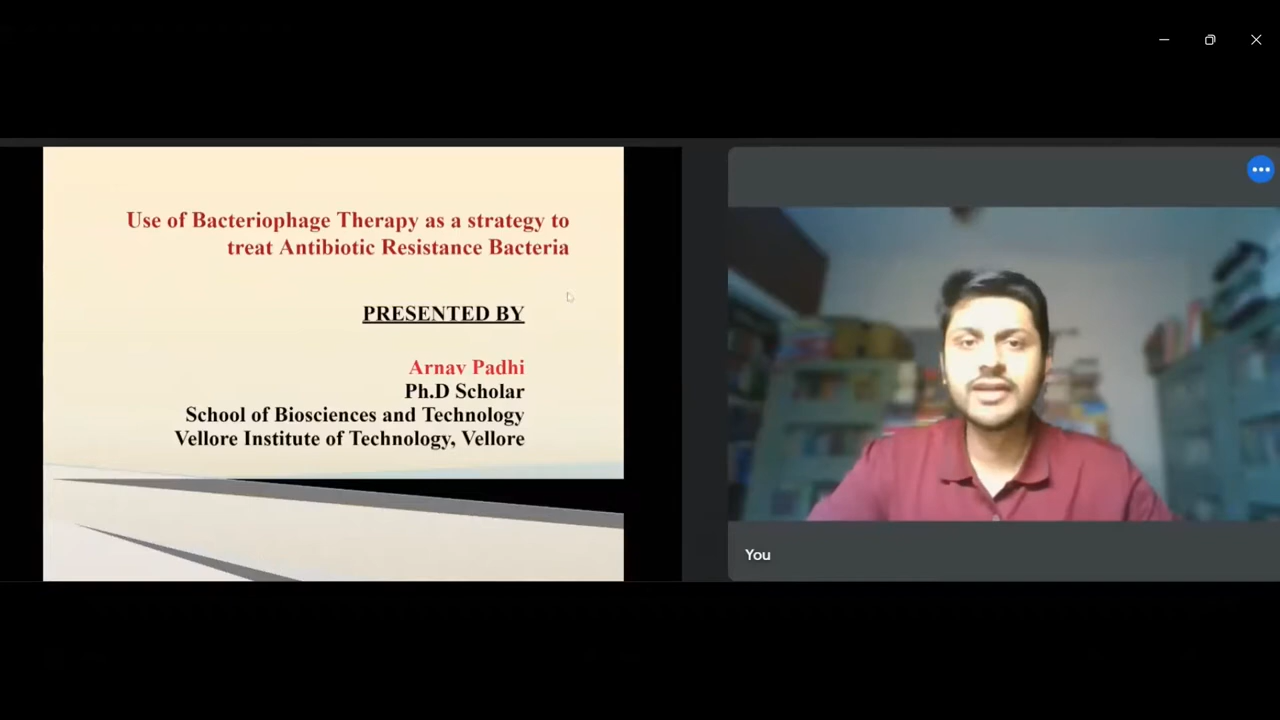 Use of Bacteriophage Therapy as a strategy to
treat Antibiotic Resistance Bacteria
PRESENTED BY
Arnav Padhi
Ph.D Scholar
School of Biosciences and Technology
Vellore Institute of Technology, Vellore
You